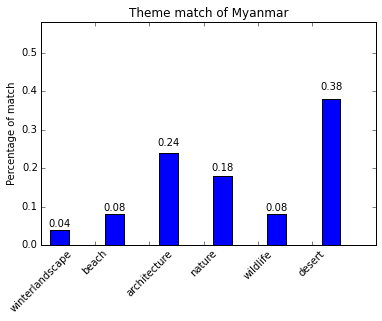 Theme match of Myanmar
Percentage of match
0.5
0.4
0.3
0.2
0.1
0.0
0.04
0.08
0.24
0.18
0.08
0.38
winterlandscape
beach
architecture
nature
wildlife
desert